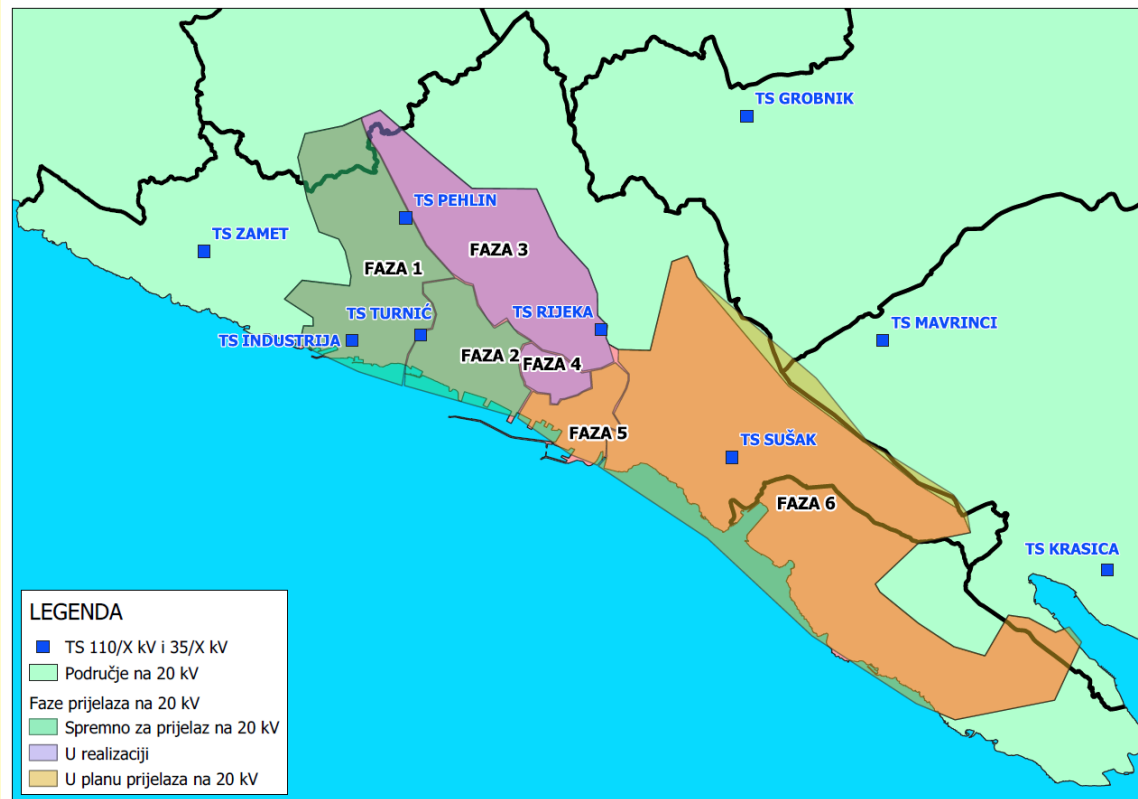 TS GROBNIK
TS PEHLIN
TS ZAMET
FAZA 3
FAZA 1
TS TURNIĆ
TS RIJEKA
TS INDUSTRIJA
TS MAVRINCI
FAZA 2
FAZA 4
FAZA 5
TS SUŠAK
FAZA 6
TS KRASICA
LEGENDA
TS 110/X kV i 35/X kV
Područje na 20 kV
Faze prijelaza na 20 kV
Spremno za prijelaz na 20 kV
U realizaciji
U planu prijelaza na 20 kV